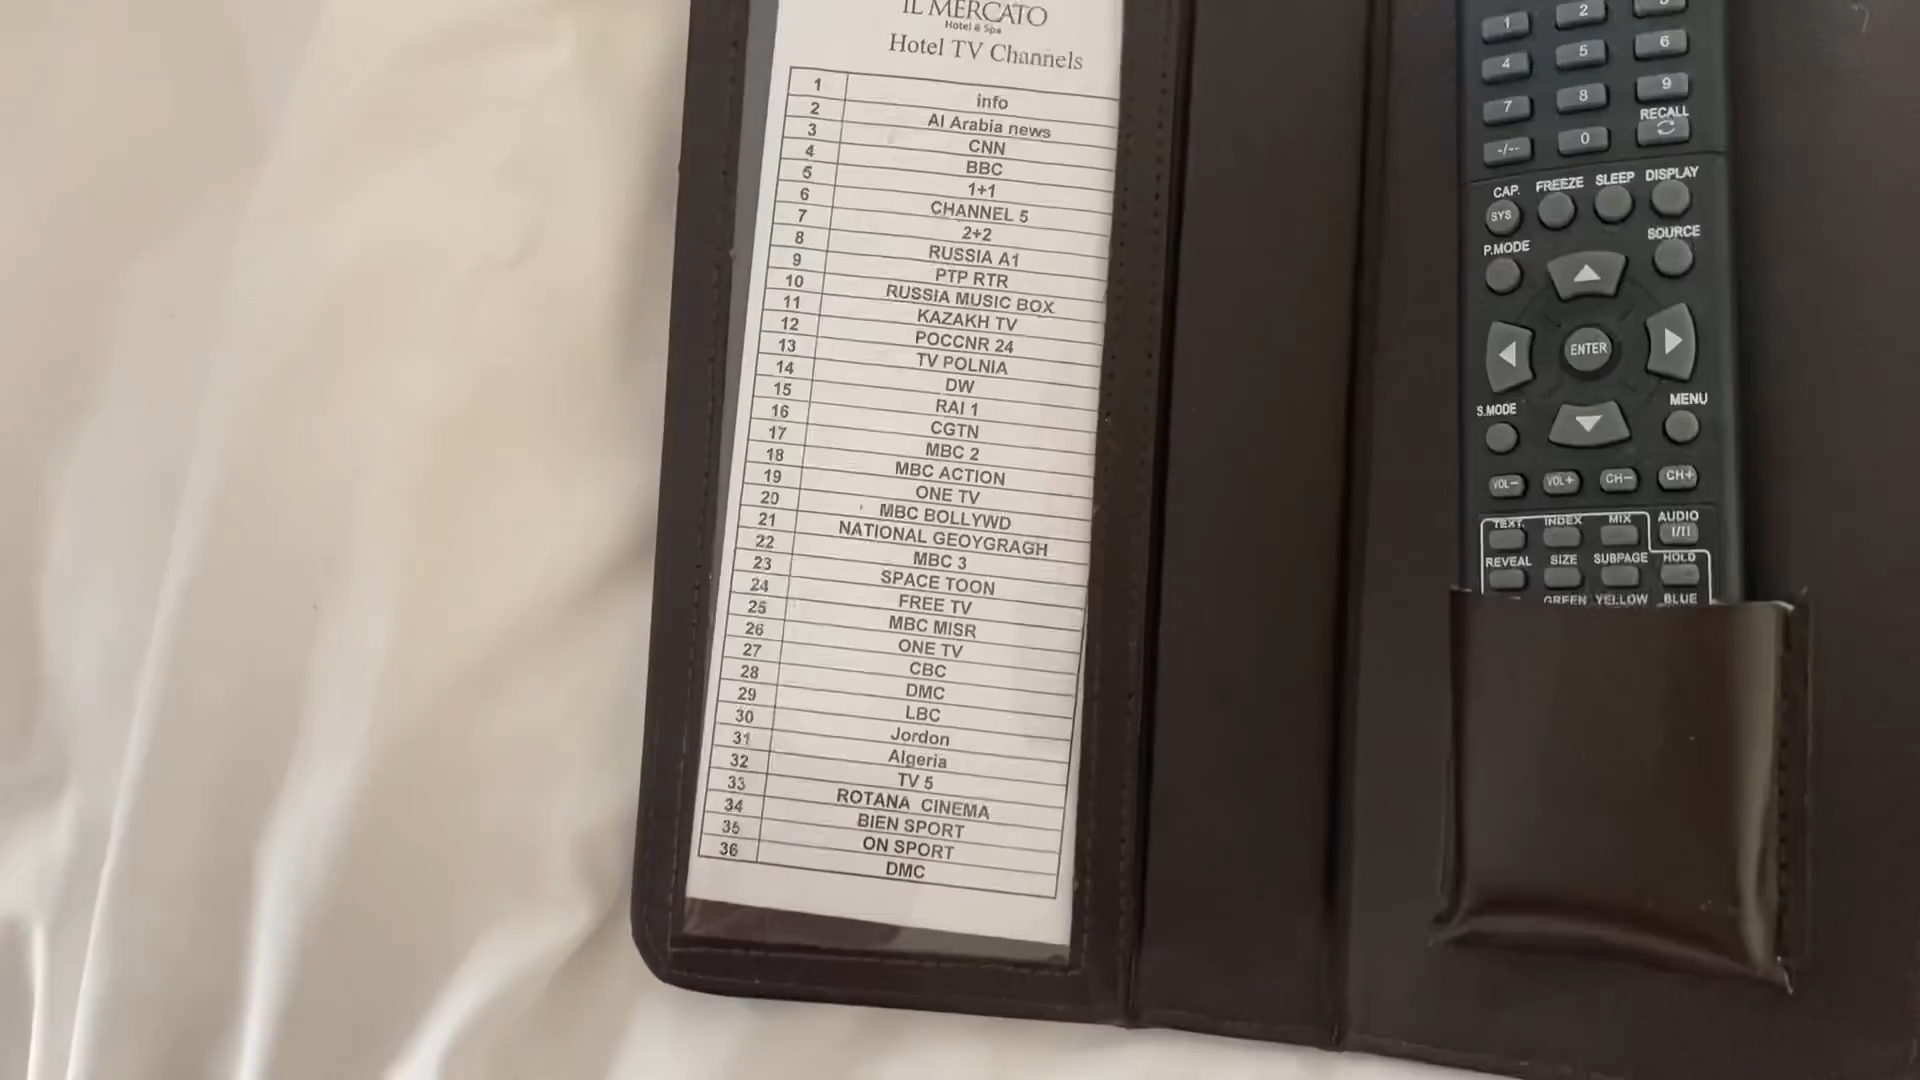 IL MERCATO
Hotel & Spa
Hotel TV Channels
1 info
2 Al Arabia news
3 CNN
4 BBC
5 1+1
6 CHANNEL 5
7 2+2
8 RUSSIA A1
9 PTP RTR
10 RUSSIA MUSIC BOX
11 KAZAKH TV
12 POCCNR 24
13 TV POLNIA
14 DW
15 RAI 1
16 CGTN
17 MBC 2
18 MBC ACTION
19 ONE TV
20 MBC BOLLYWD
21 NATIONAL GEOYGRAGH
22 MBC 3
23 SPACE TOON
24 FREE TV
25 MBC MISR
26 ONE TV
27 CBC
28 DMC
29 LBC
30 Jordon
31 Algeria
32 TV 5
33 ROTANA CINEMA
34 BIEN SPORT
35 ON SPORT
36 DMC
1 2 3
4 5 6
7 8 9
RECALL
-/-- 0
CAP. FREEZE SLEEP DISPLAY
SYS
P.MODE SOURCE
ENTER
S.MODE MENU
VOL- VOL+ CH- CH+
TEXT INDEX MIX AUDIO
I/II
REVEAL SIZE SUBPAGE HOLD
GREEN YELLOW BLUE